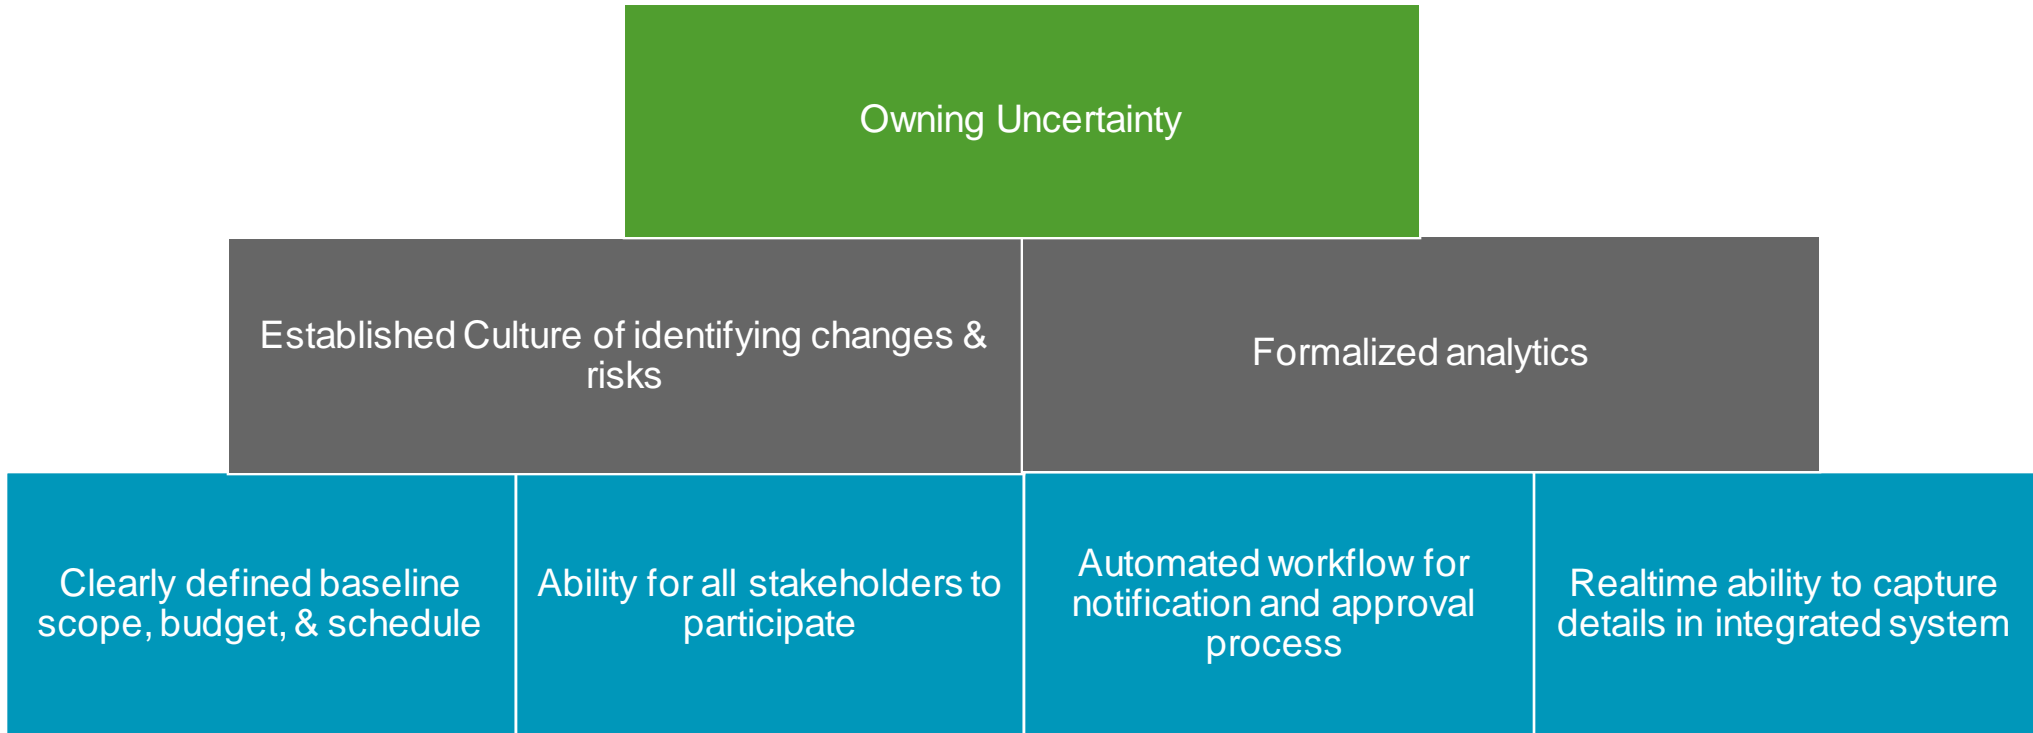 Owning Uncertainty
Established Culture of identifying changes &
risks
Formalized analytics
Clearly defined baseline
scope, budget, & schedule
Ability for all stakeholders to
participate
Automated workflow for
notification and approval
process
Realtime ability to capture
details in integrated system